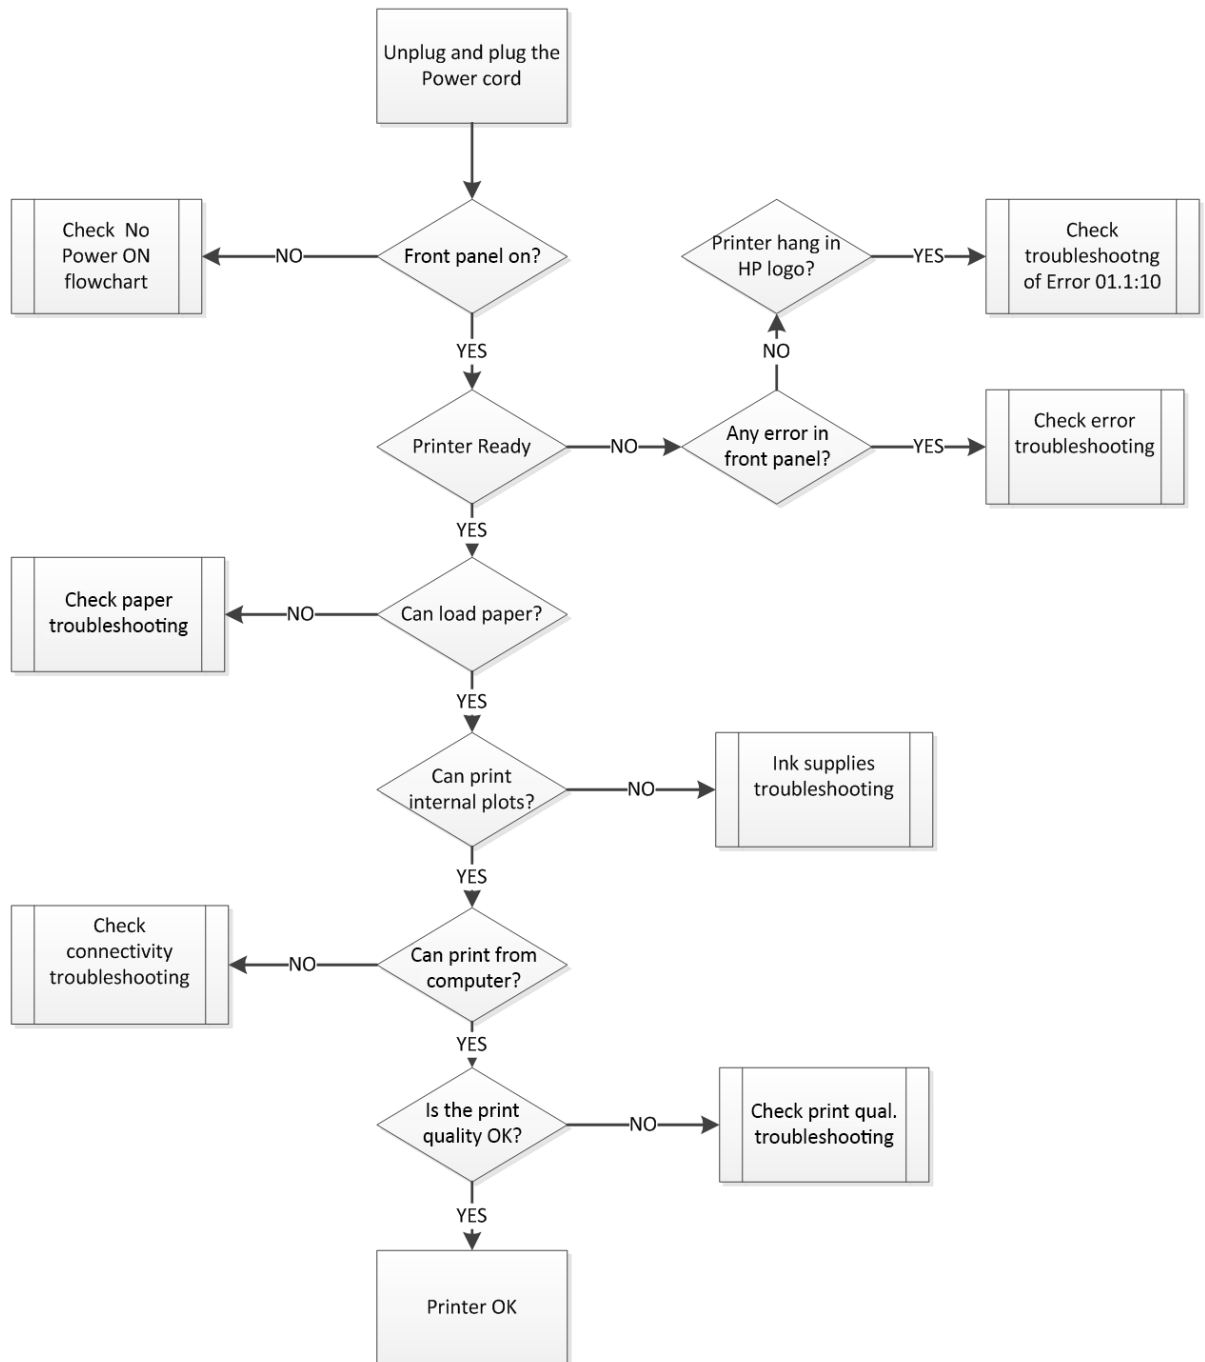 Unplug and plug the
Power cord
Check  No
Power ON
flowchart
NO
Front panel on?
Printer hang in
HP logo?
YES
Check
troubleshootng
of Error 01.1:10
YES
NO
Printer Ready
NO
Any error in
front panel?
YES
Check error
troubleshooting
YES
Check paper
troubleshooting
NO
Can load paper?
YES
Can print
internal plots?
NO
Ink supplies
troubleshooting
YES
Check
connectivity
troubleshooting
NO
Can print from
computer?
YES
Is the print
quality OK?
NO
Check print qual.
troubleshooting
YES
Printer OK